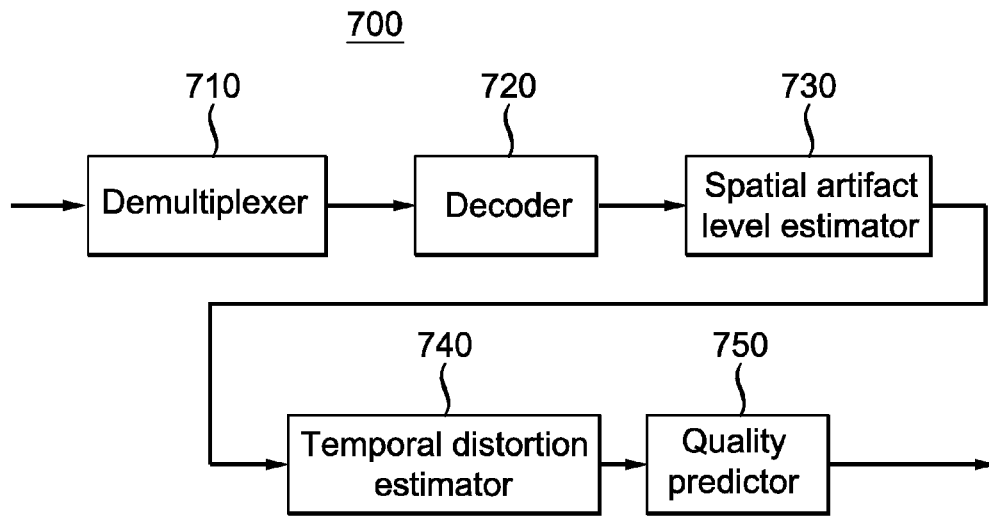 700
710
720
730
Demultiplexer
Decoder
Spatial artifact
level estimator
740
750
Temporal distortion
estimator
Quality
predictor